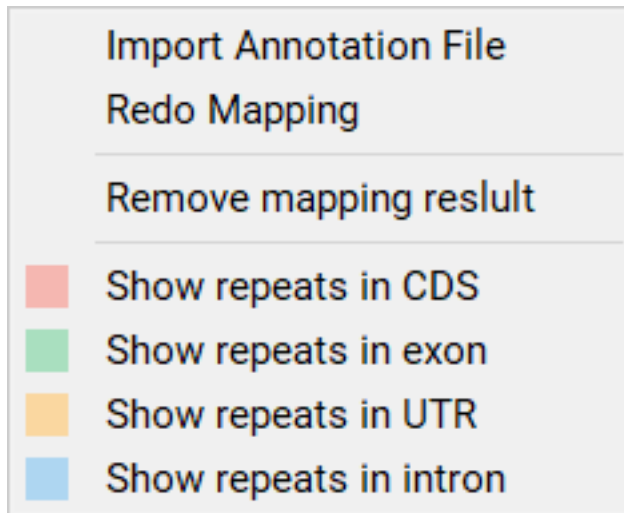 Import Annotation File
Redo Mapping
Remove mapping reslult
Show repeats in CDS
Show repeats in exon
Show repeats in UTR
Show repeats in intron